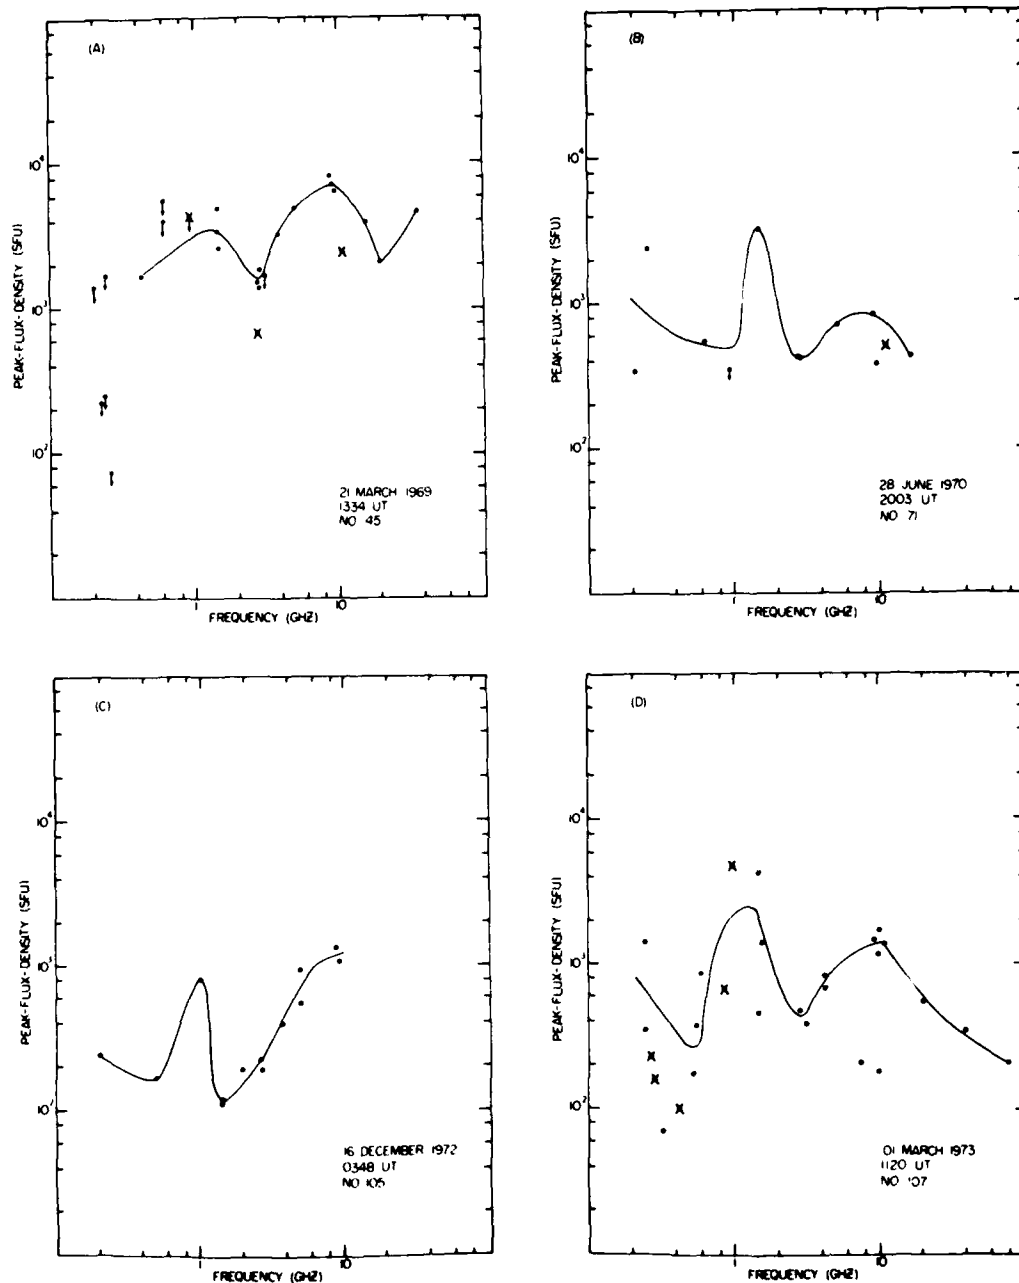 (A)
PEAK-FLUX-DENSITY (SFU)
10⁴
10³
10²
21 MARCH 1969
1334 UT
NO 45
1
10
FREQUENCY (GHZ)
(B)
PEAK-FLUX-DENSITY (SFU)
10⁴
10³
10²
28 JUNE 1970
2003 UT
NO 71
1
10
FREQUENCY (GHZ)
(C)
PEAK-FLUX-DENSITY (SFU)
10⁴
10³
10²
16 DECEMBER 1972
0348 UT
NO 105
1
10
FREQUENCY (GHZ)
(D)
PEAK-FLUX-DENSITY (SFU)
10⁴
10³
10²
01 MARCH 1973
1120 UT
NO 107
1
10
FREQUENCY (GHZ)